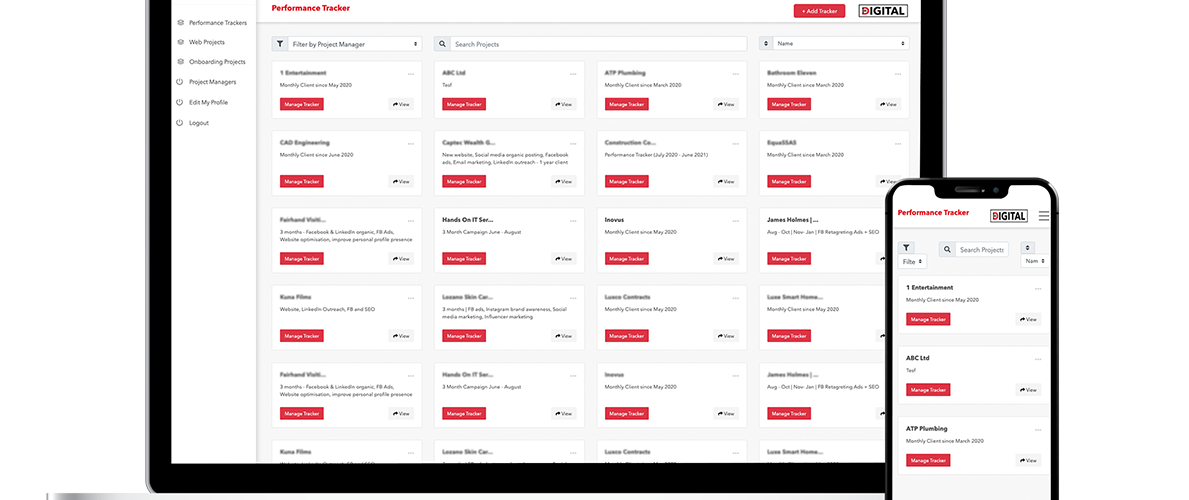 Performance Tracker
+ Add Tracker
DIGITAL
Performance Trackers
Web Projects
Onboarding Projects
Project Managers
Edit My Profile
Logout
Filter by Project Manager
Search Projects
Name
1 Entertainment
Monthly Client since May 2020
Manage Tracker
View
ABC Ltd
Tesf
Manage Tracker
View
ATP Plumbing
Monthly Client since March 2020
Manage Tracker
View
Bathroom Eleven
Monthly Client since March 2020
Manage Tracker
View
CAD Engineering
Monthly Client since June 2020
Manage Tracker
View
Captec Wealth G...
New website, Social media organic posting, Facebook
ads, Email marketing, LinkedIn outreach - 1 year client
Manage Tracker
View
Construction Co...
Performance Tracker (July 2020 - June 2021)
Manage Tracker
View
EquaSSAS
Monthly Client since March 2020
Manage Tracker
Fairhand Visiti...
3 months - Facebook & LinkedIn organic, FB Ads,
Website optimisation, improve personal profile presence
Manage Tracker
View
Hands On IT Ser...
3 Month Campaign June - August
Manage Tracker
View
Inovus
Monthly Client since May 2020
Manage Tracker
View
James Holmes | ...
Aug - Oct | Nov- Jan | FB Retagreting Ads + SEO
Manage Tracker
Kuna Films
Website, LinkedIn Outreach, FB and SEO
Manage Tracker
View
Lozano Skin Car...
3 months | FB ads, Instagram brand awareness, Social
media marketing, Influencer marketing
Manage Tracker
View
Luxco Contracts
Monthly Client since May 2020
Manage Tracker
View
Luxe Smart Home...
Monthly Client since May 2020
Manage Tracker
Fairhand Visiti...
3 months - Facebook & LinkedIn organic, FB Ads,
Website optimisation, improve personal profile presence
Manage Tracker
View
Hands On IT Ser...
3 Month Campaign June - August
Manage Tracker
View
Inovus
Monthly Client since May 2020
Manage Tracker
View
James Holmes | ...
Aug - Oct | Nov- Jan | FB Retagreting Ads + SEO
Manage Tracker
Kuna Films
Lozano Skin Car...
Luxco Contracts
Monthly Client since May 2020
Luxe Smart Home...
Monthly Client since May 2020
Performance Tracker
DIGITAL
Filte
Search Projects
Nam
1 Entertainment
Monthly Client since May 2020
Manage Tracker
View
ABC Ltd
Tesf
Manage Tracker
View
ATP Plumbing
Monthly Client since March 2020
Manage Tracker
View